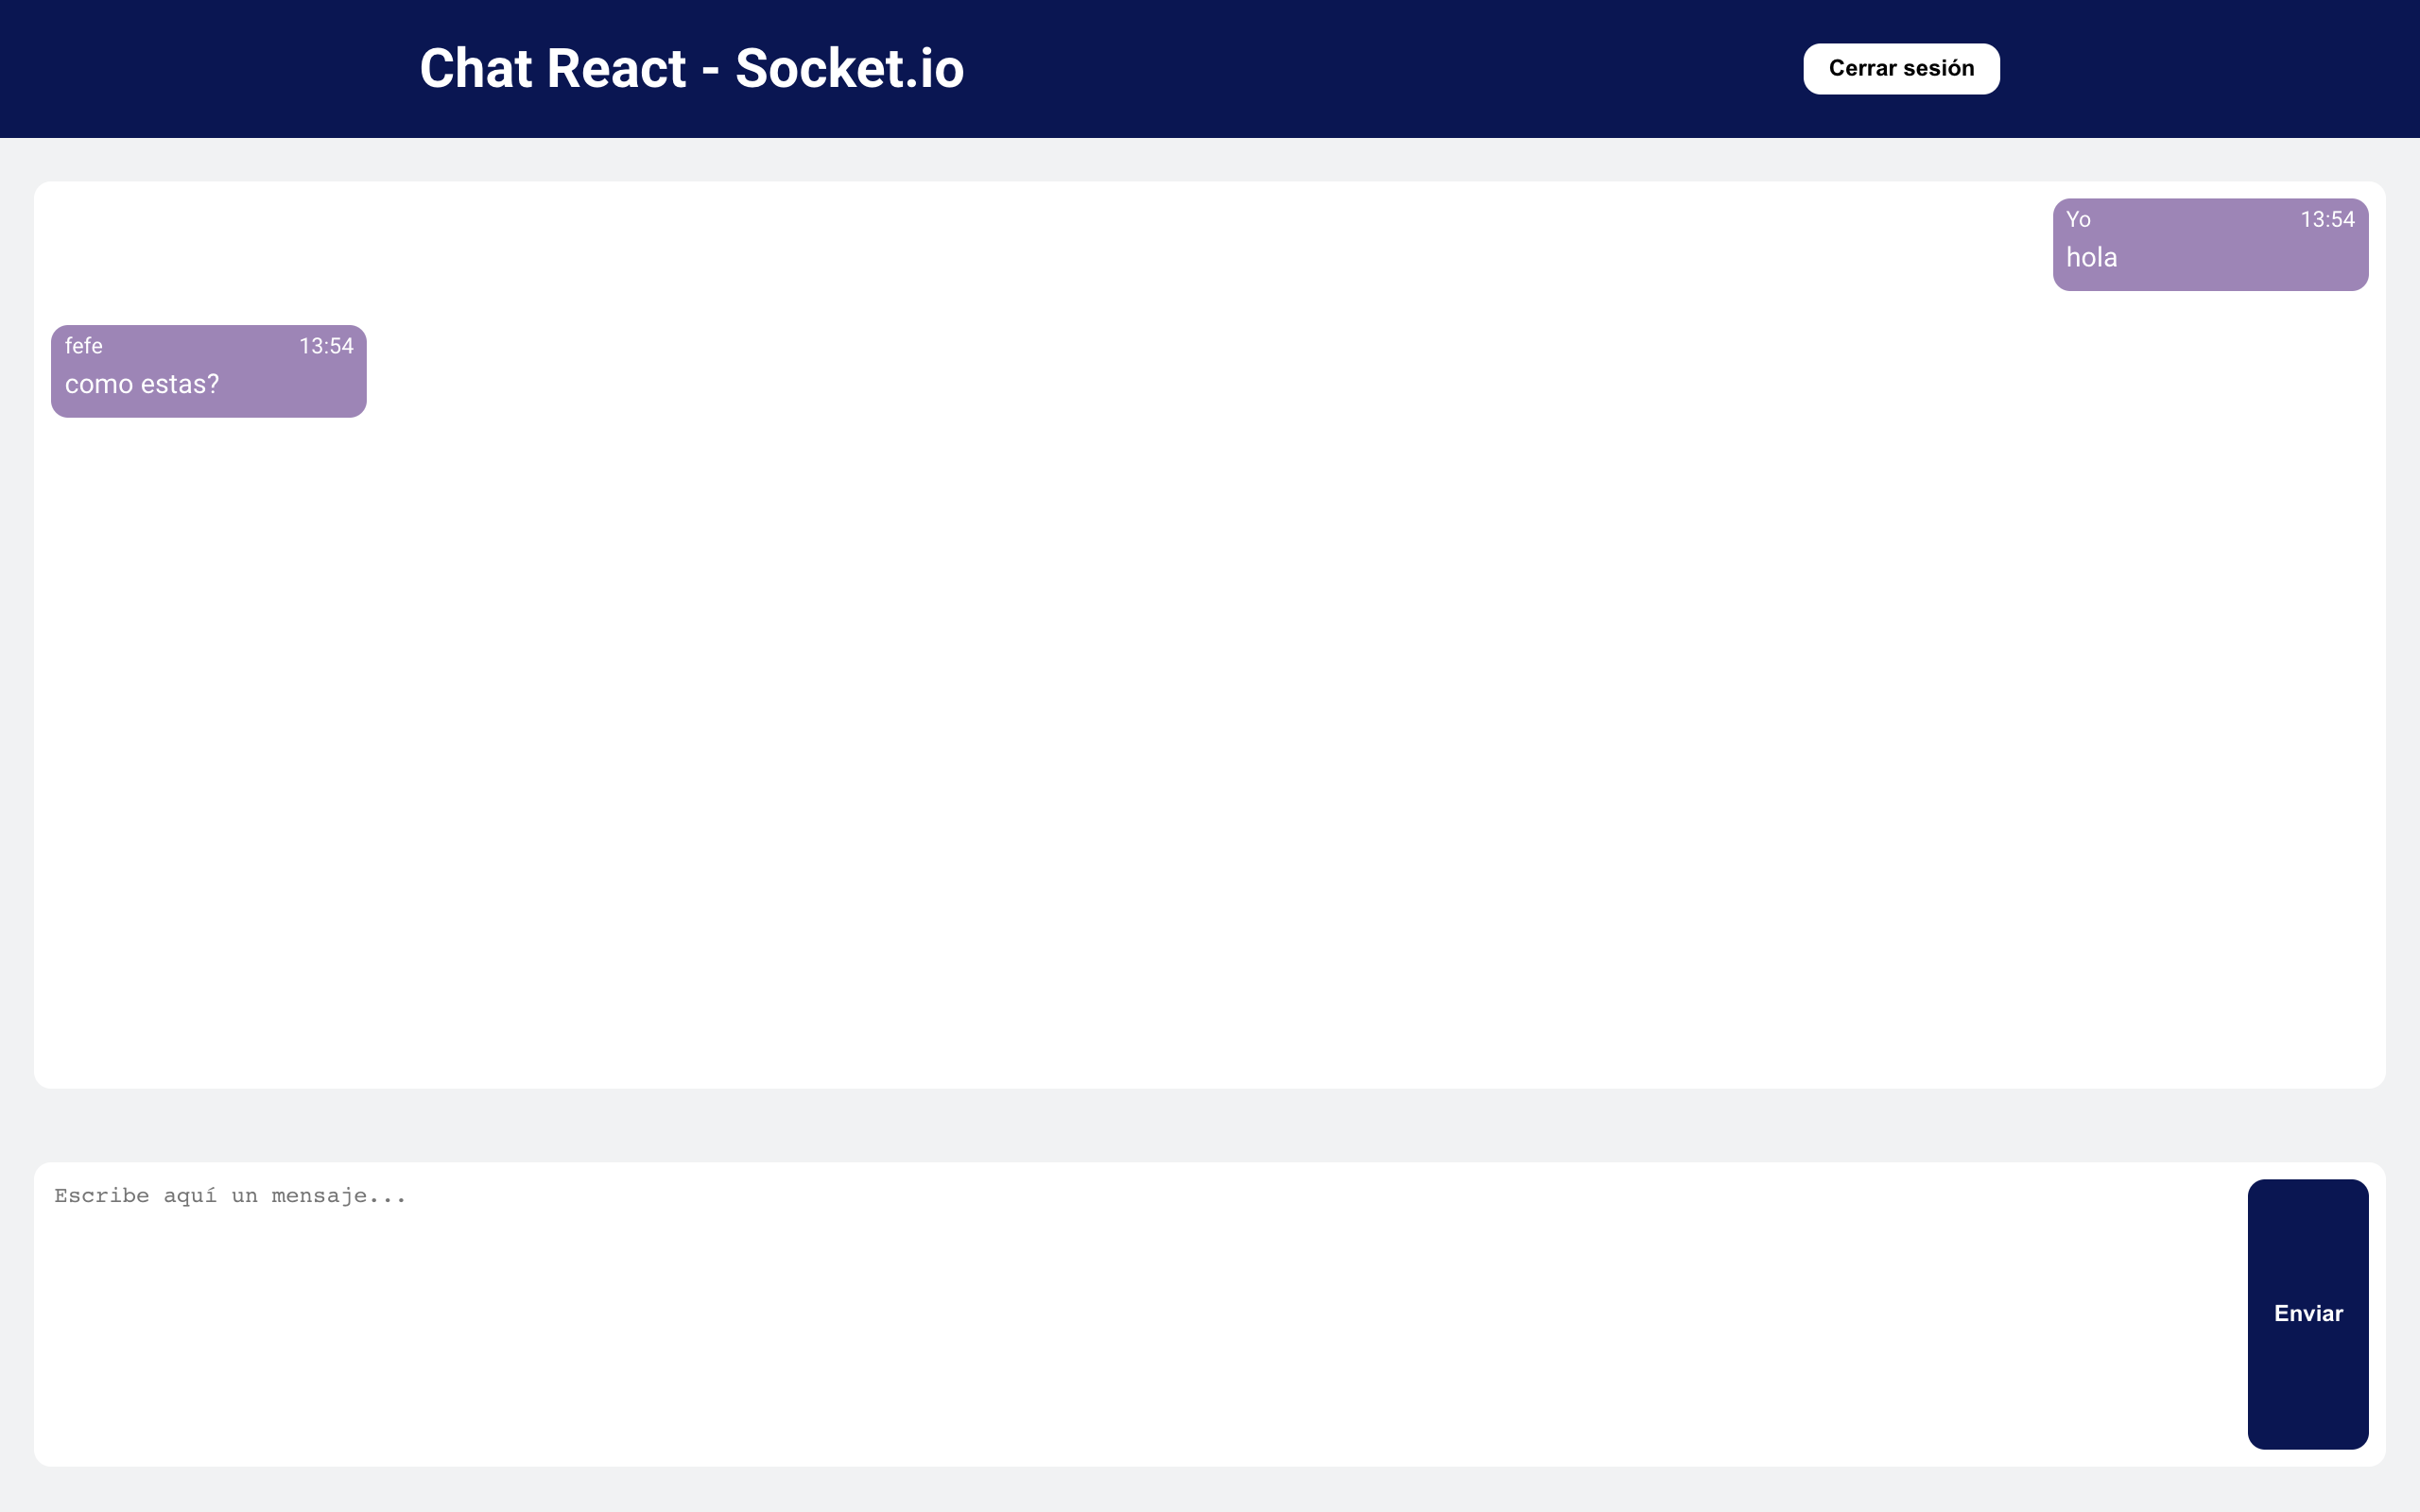 Chat React - Socket.io
Cerrar sesión
Yo 13:54
hola
fefe 13:54
como estas?
Escribe aquí un mensaje...
Enviar